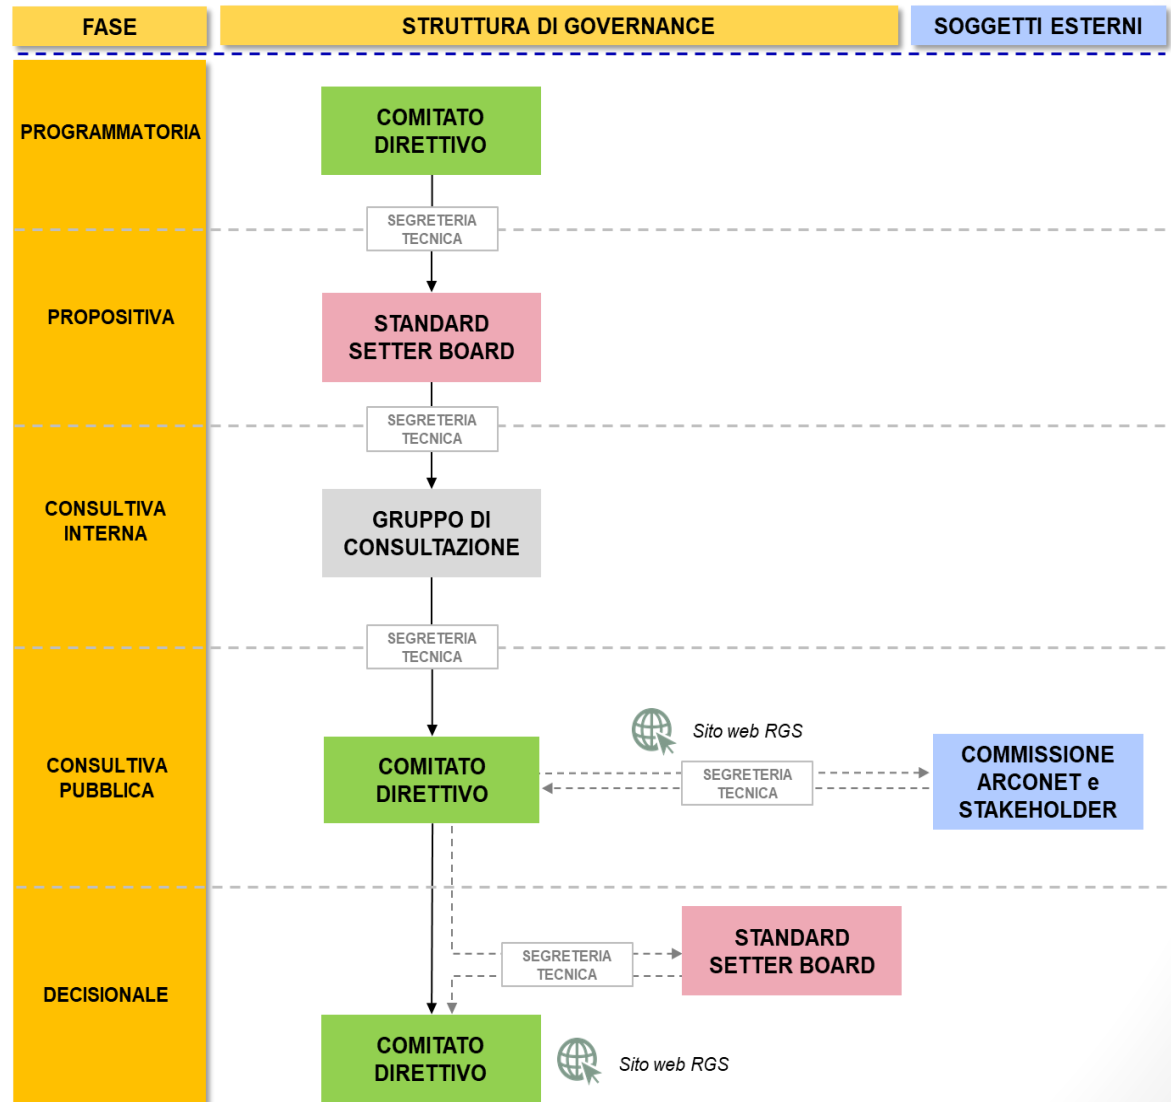 FASE
STRUTTURA DI GOVERNANCE
SOGGETTI ESTERNI
PROGRAMMATORIA
COMITATO
DIRETTIVO
SEGRETERIA
TECNICA
PROPOSITIVA
STANDARD
SETTER BOARD
SEGRETERIA
TECNICA
CONSULTIVA
INTERNA
GRUPPO DI
CONSULTAZIONE
SEGRETERIA
TECNICA
CONSULTIVA
PUBBLICA
COMITATO
DIRETTIVO
Sito web RGS
SEGRETERIA
TECNICA
COMMISSIONE
ARCONET e
STAKEHOLDER
DECISIONALE
SEGRETERIA
TECNICA
STANDARD
SETTER BOARD
COMITATO
DIRETTIVO
Sito web RGS